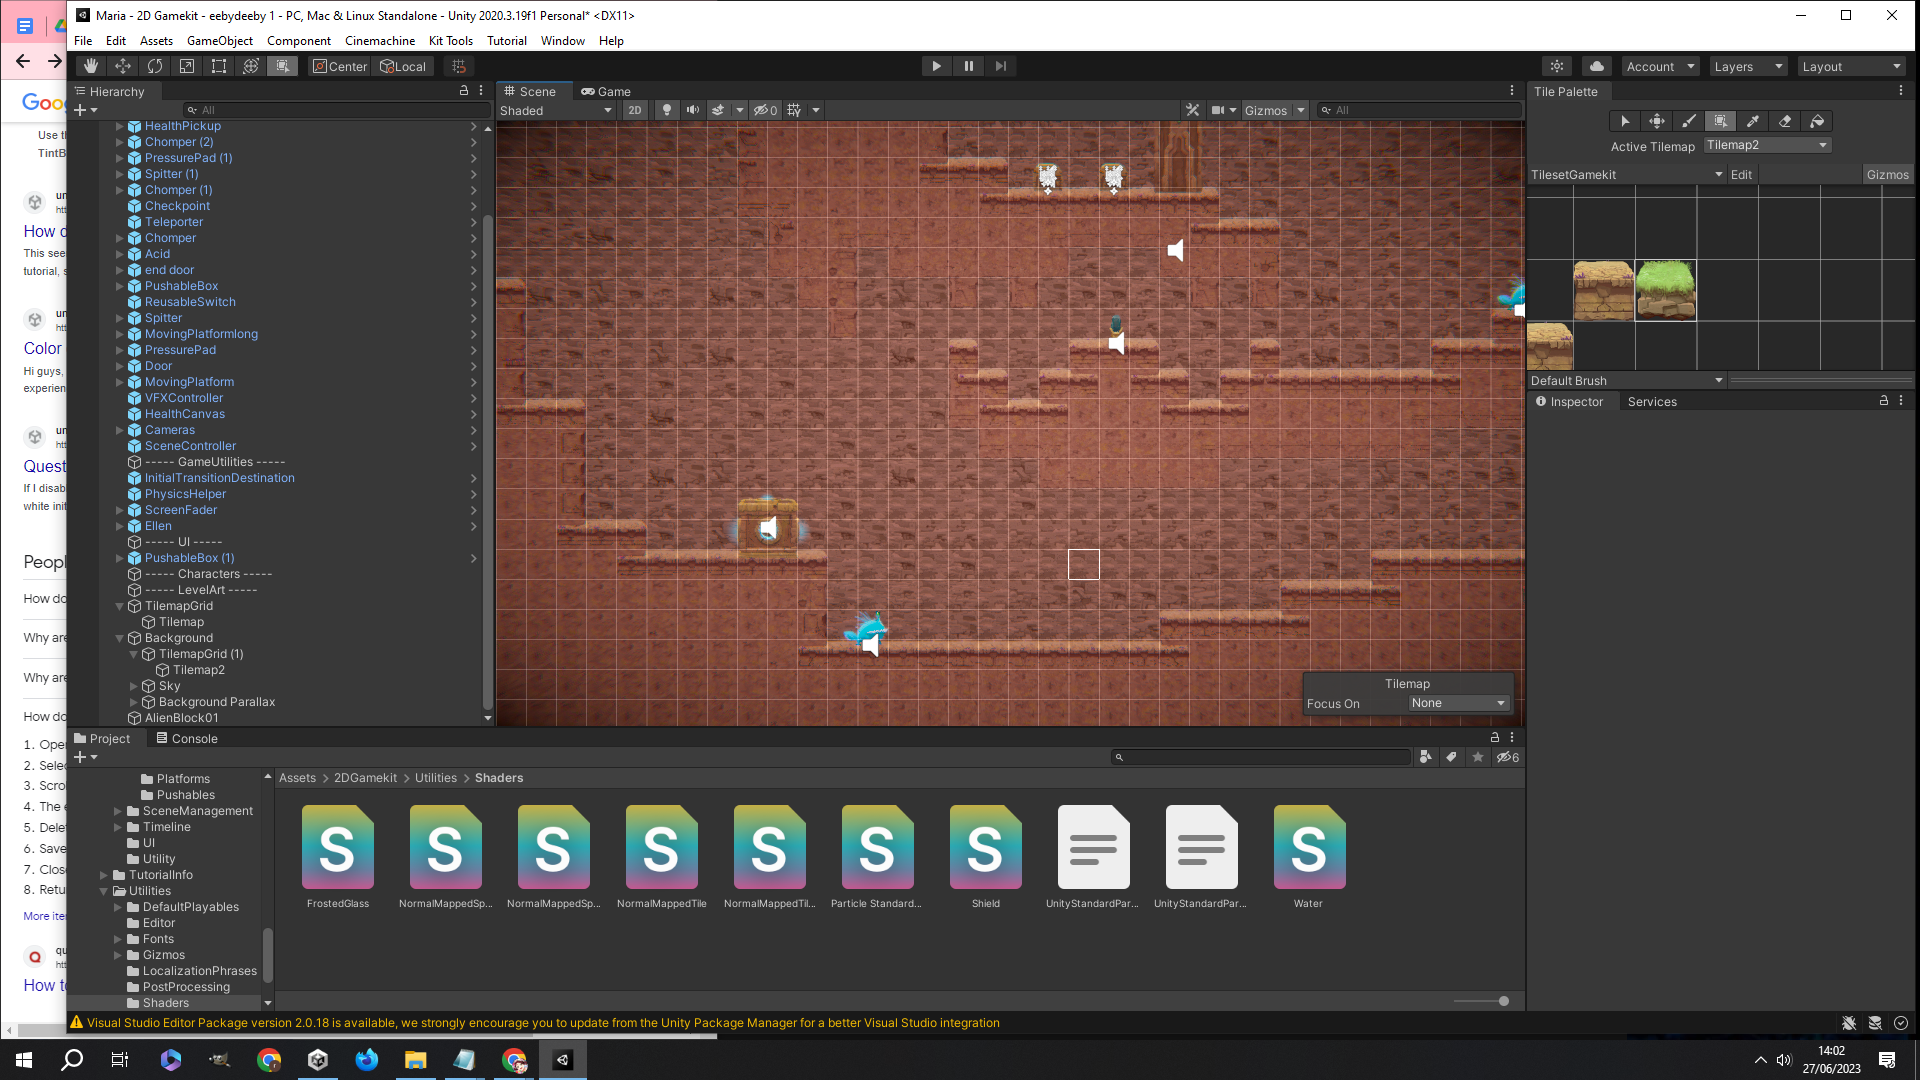 Maria - 2D Gamekit - eebydeeby 1 - PC, Mac & Linux Standalone - Unity 2020.3.19f1 Personal* <DX11>
File Edit Assets GameObject Component Cinemachine Kit Tools Tutorial Window Help
Center Local Account Layers Layout
Hierarchy
All
HealthPickup
Chomper (2)
PressurePad (1)
Spitter (1)
Chomper (1)
Checkpoint
Teleporter
Chomper
Acid
end door
PushableBox
ReusableSwitch
Spitter
MovingPlatformlong
PressurePad
Door
MovingPlatform
VFXController
HealthCanvas
Cameras
SceneController
----- GameUtilities -----
InitialTransitionDestination
PhysicsHelper
ScreenFader
Ellen
----- UI -----
PushableBox (1)
----- Characters -----
----- LevelArt -----
TilemapGrid
Tilemap
Background
TilemapGrid (1)
Tilemap2
Sky
Background Parallax
AlienBlock01
Scene Game
Shaded 2D 0 Gizmos All
Tilemap
Focus On None
Tile Palette
Active Tilemap Tilemap2
TilesetGamekit Edit Gizmos
Default Brush
Inspector Services
Project Console
6
Platforms
Pushables
SceneManagement
Timeline
UI
Utility
TutorialInfo
Utilities
DefaultPlayables
Editor
Fonts
Gizmos
LocalizationPhrases
PostProcessing
Shaders
Assets > 2DGamekit > Utilities > Shaders
FrostedGlass
NormalMappedSp...
NormalMappedSp...
NormalMappedTile
NormalMappedTil...
Particle Standard...
Shield
UnityStandardPar...
UnityStandardPar...
Water
Visual Studio Editor Package version 2.0.18 is available, we strongly encourage you to update from the Unity Package Manager for a better Visual Studio integration
Use th
TintB
How
This see
tutorial, s
Color
Hi guys,
experien
Quest
If I disab
white init
Peopl
How do
Why are
Why are
How do
1. Oper
2. Selec
3. Scro
4. The e
5. Delet
6. Save
7. Close
8. Retu
More iter
How to
14:02
27/06/2023